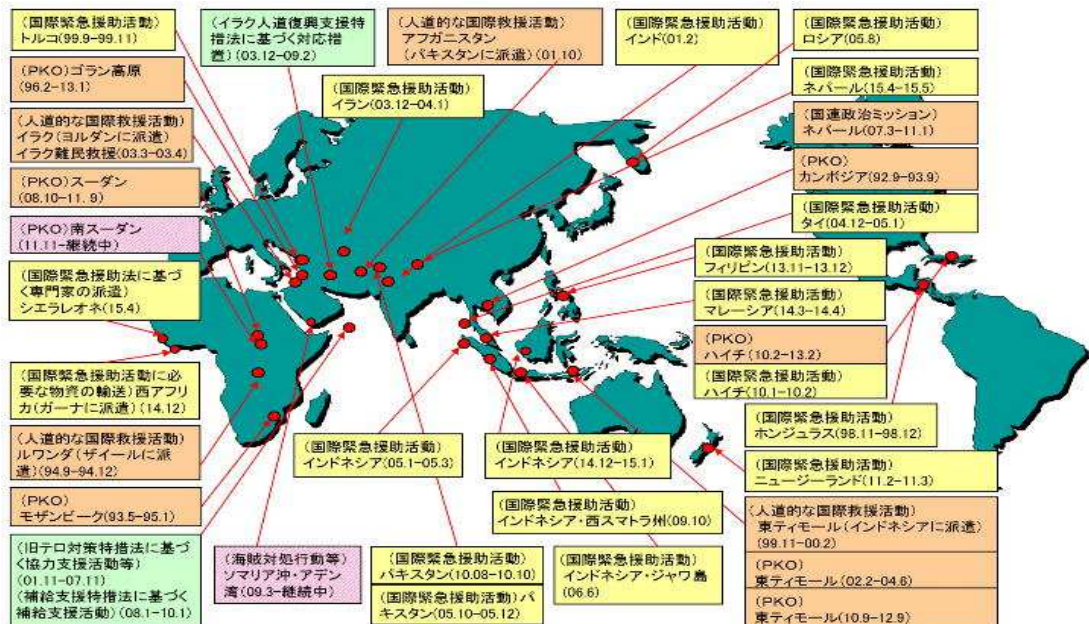 (国際緊急援助活動)
トルコ(99.9-99.11)
(イラク人道復興支援特
措法に基づく対応措
置)(03.12-09.2)
(人道的な国際救援活動)
アフガニスタン
(パキスタンに派遣)(01.10)
(国際緊急援助活動)
インド(01.2)
(国際緊急援助活動)
ロシア(05.8)
(PKO)ゴラン高原
(96.2-13.1)
(国際緊急援助活動)
イラン(03.12-04.1)
(国際緊急援助活動)
ネパール(15.4-15.5)
(人道的な国際救援活動)
イラク(ヨルダンに派遣)
イラク難民救援(03.3-03.4)
(国連政治ミッション)
ネパール(07.3-11.1)
(PKO)スーダン
(08.10-11.9)
(PKO)
カンボジア(92.9-93.9)
(PKO)南スーダン
(11.11-継続中)
(国際緊急援助活動)
タイ(04.12-05.1)
(国際緊急援助法に基づ
く専門家の派遣)
シエラレオネ(15.4)
(国際緊急援助活動)
フィリピン(13.11-13.12)
(国際緊急援助活動)
マレーシア(14.3-14.4)
(PKO)
ハイチ(10.2-13.2)
(国際緊急援助活動)
ハイチ(10.1-10.2)
(国際緊急援助活動に必
要な物資の輸送)西アフリ
カ(ガーナに派遣)(14.12)
(国際緊急援助活動)
ホンジュラス(98.11-98.12)
(人道的な国際救援活動)
ルワンダ(ザイールに派
遣)(94.9-94.12)
(国際緊急援助活動)
インドネシア(05.1-05.3)
(国際緊急援助活動)
インドネシア(14.12-15.1)
(国際緊急援助活動)
ニュージーランド(11.2-11.3)
(PKO)
モザンビーク(93.5-95.1)
(国際緊急援助活動)
インドネシア・西スマトラ州(09.10)
(人道的な国際救援活動)
東ティモール(インドネシアに派遣)
(99.11-00.2)
(旧テロ対策特措法に基づ
く協力支援活動等)
(01.11-07.11)
(補給支援特措法に基づく
補給支援活動)(08.1-10.1)
(海賊対処行動等)
ソマリア沖・アデン
湾(09.3-継続中)
(国際緊急援助活動)
パキスタン(10.08-10.10)
(国際緊急援助活動)パ
キスタン(05.10-05.12)
(国際緊急援助活動)
インドネシア・ジャワ島
(06.6)
(PKO)
東ティモール(02.2-04.6)
(PKO)
東ティモール(10.9-12.9)